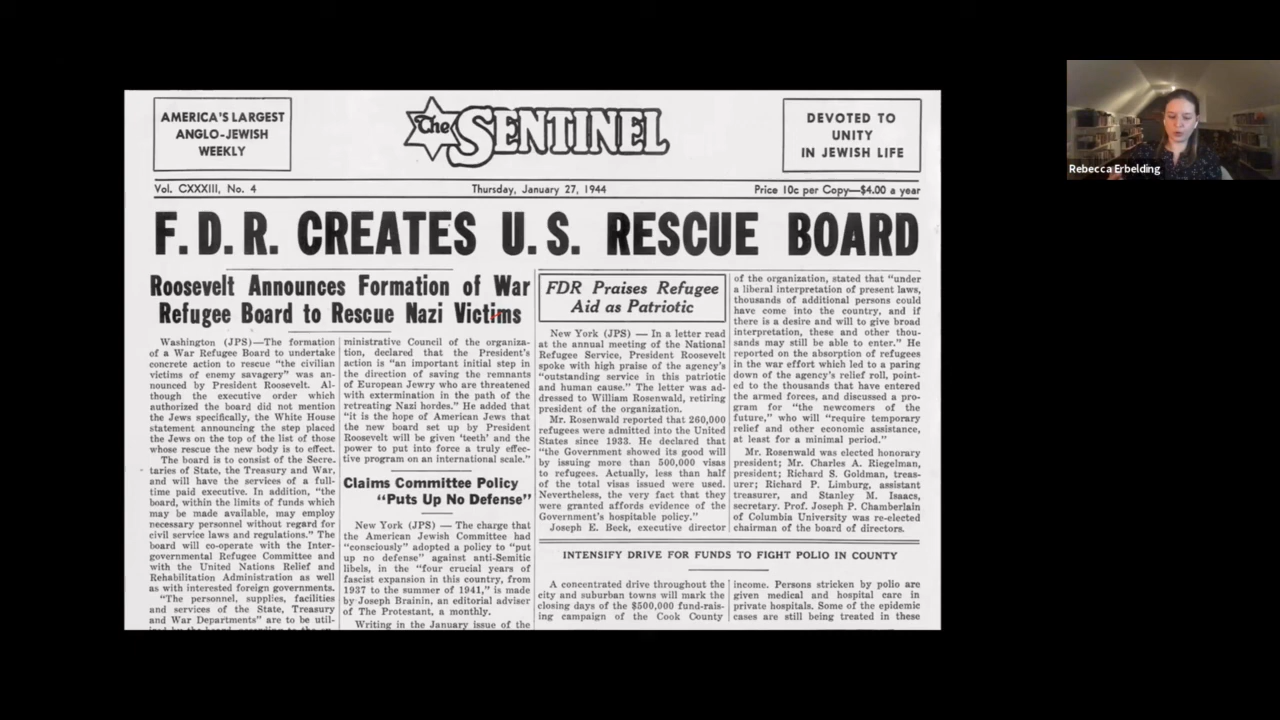 AMERICA'S LARGEST
ANGLO-JEWISH
WEEKLY
The SENTINEL
DEVOTED TO
UNITY
IN JEWISH LIFE
Vol. CXXXIII, No. 4
Thursday, January 27, 1944
Price 10c per Copy—$4.00 a year
F.D.R. CREATES U.S. RESCUE BOARD
Roosevelt Announces Formation of War
Refugee Board to Rescue Nazi Victims
Washington (JPS)—The formation
of a War Refugee Board to undertake
concrete action to rescue "the civilian
victims of enemy savagery" was an-
nounced by President Roosevelt. Al-
though the executive order which
authorized the board did not mention
the Jews specifically, the White House
statement announcing the step placed
the Jews on the top of the list of those
whose rescue the new body is to effect.
The board is to consist of the Secre-
taries of State, the Treasury and War,
and will have the services of a full-
time paid executive. In addition, "the
board, within the limits of funds which
may be made available, may employ
necessary personnel without regard for
civil service laws and regulations." The
board will co-operate with the Inter-
governmental Refugee Committee and
with the United Nations Relief and
Rehabilitation Administration as well
as with interested foreign governments.
"The personnel, supplies, facilities
and services of the State, Treasury
and War Departments" are to be util-
ministrative Council of the organiza-
tion, declared that the President's
action is "an important initial step in
the direction of saving the remnants
of European Jewry who are threatened
with extermination in the path of the
retreating Nazi hordes." He added that
"it is the hope of American Jews that
the new board set up by President
Roosevelt will be given 'teeth' and the
power to put into force a truly effec-
tive program on an international scale."
Claims Committee Policy
"Puts Up No Defense"
New York (JPS) — The charge that
the American Jewish Committee had
"consciously" adopted a policy to "put
up no defense" against anti-Semitic
libels, in the "four crucial years of
fascist expansion in this country, from
1937 to the summer of 1941," is made
by Joseph Brainin, an editorial adviser
of The Protestant, a monthly.
Writing in the January issue of the
FDR Praises Refugee
Aid as Patriotic
New York (JPS) — In a letter read
at the annual meeting of the National
Refugee Service, President Roosevelt
spoke with high praise of the agency's
"outstanding service in this patriotic
and human cause." The letter was ad-
dressed to William Rosenwald, retiring
president of the organization.
Mr. Rosenwald reported that 260,000
refugees were admitted into the United
States since 1933. He declared that
"the Government showed its good will
by issuing more than 500,000 visas
to refugees. Actually, less than half
of the total visas issued were used.
Nevertheless, the very fact that they
were granted affords evidence of the
Government's hospitable policy."
Joseph E. Beck, executive director
of the organization, stated that "under
a liberal interpretation of present laws,
thousands of additional persons could
have come into the country, and if
there is a desire and will to give broad
interpretation, these and other thou-
sands may still be able to enter." He
reported on the absorption of refugees
in the war effort which led to a paring
down of the agency's relief roll, point-
ed to the thousands that have entered
the armed forces, and discussed a pro-
gram for "the newcomers of the
future," who will "require temporary
relief and other economic assistance,
at least for a minimal period."
Mr. Rosenwald was elected honorary
president; Mr. Charles A. Riegelman,
president; Richard S. Goldman, treas-
urer; Richard P. Limburg, assistant
treasurer, and Stanley M. Isaacs,
secretary. Prof. Joseph P. Chamberlain
of Columbia University was re-elected
chairman of the board of directors.
INTENSIFY DRIVE FOR FUNDS TO FIGHT POLIO IN COUNTY
A concentrated drive throughout the
city and suburban towns will mark the
closing days of the $500,000 fund-rais-
ing campaign of the Cook County
income. Persons stricken by polio are
given medical and hospital care in
private hospitals. Some of the epidemic
cases are still being treated in these
Rebecca Erbelding